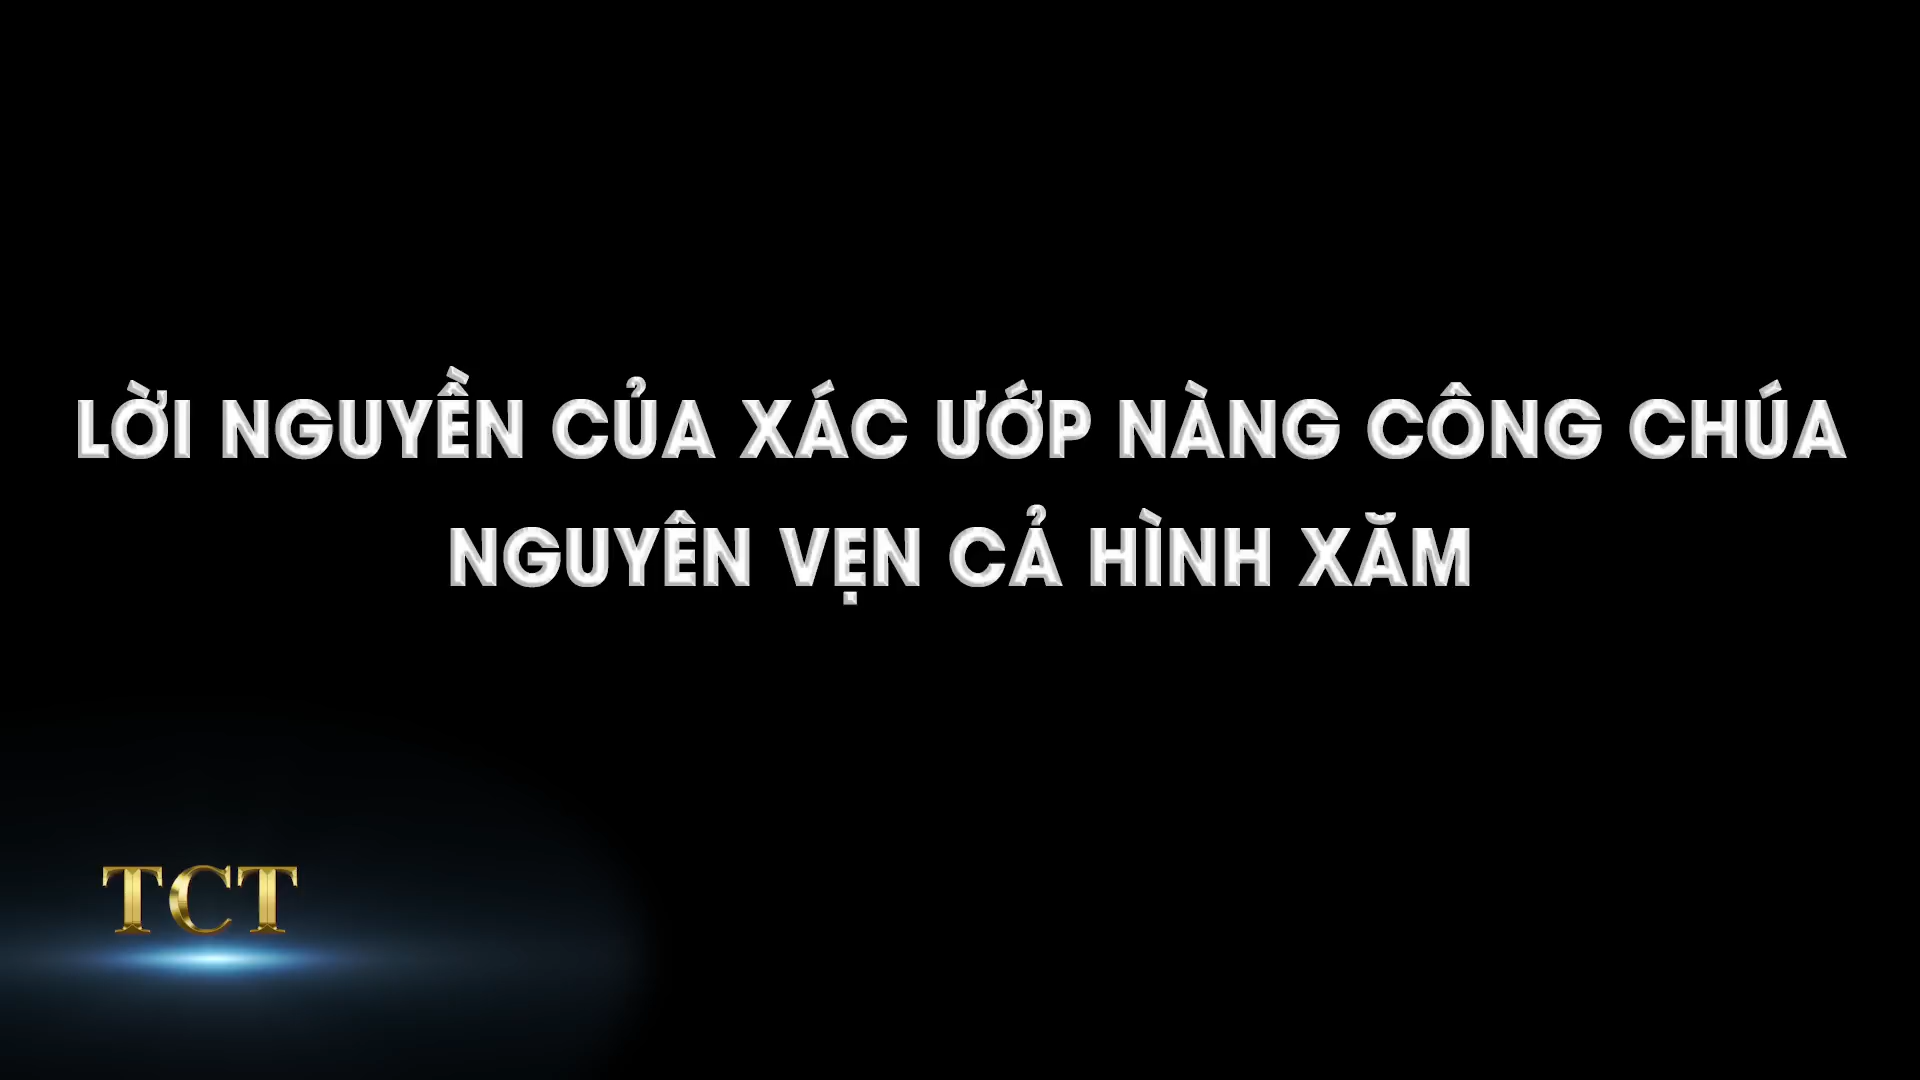 LỜI NGUYỀN CỦA XÁC ƯỚP NÀNG CÔNG CHÚA
NGUYÊN VẸN CẢ HÌNH XĂM
TCT